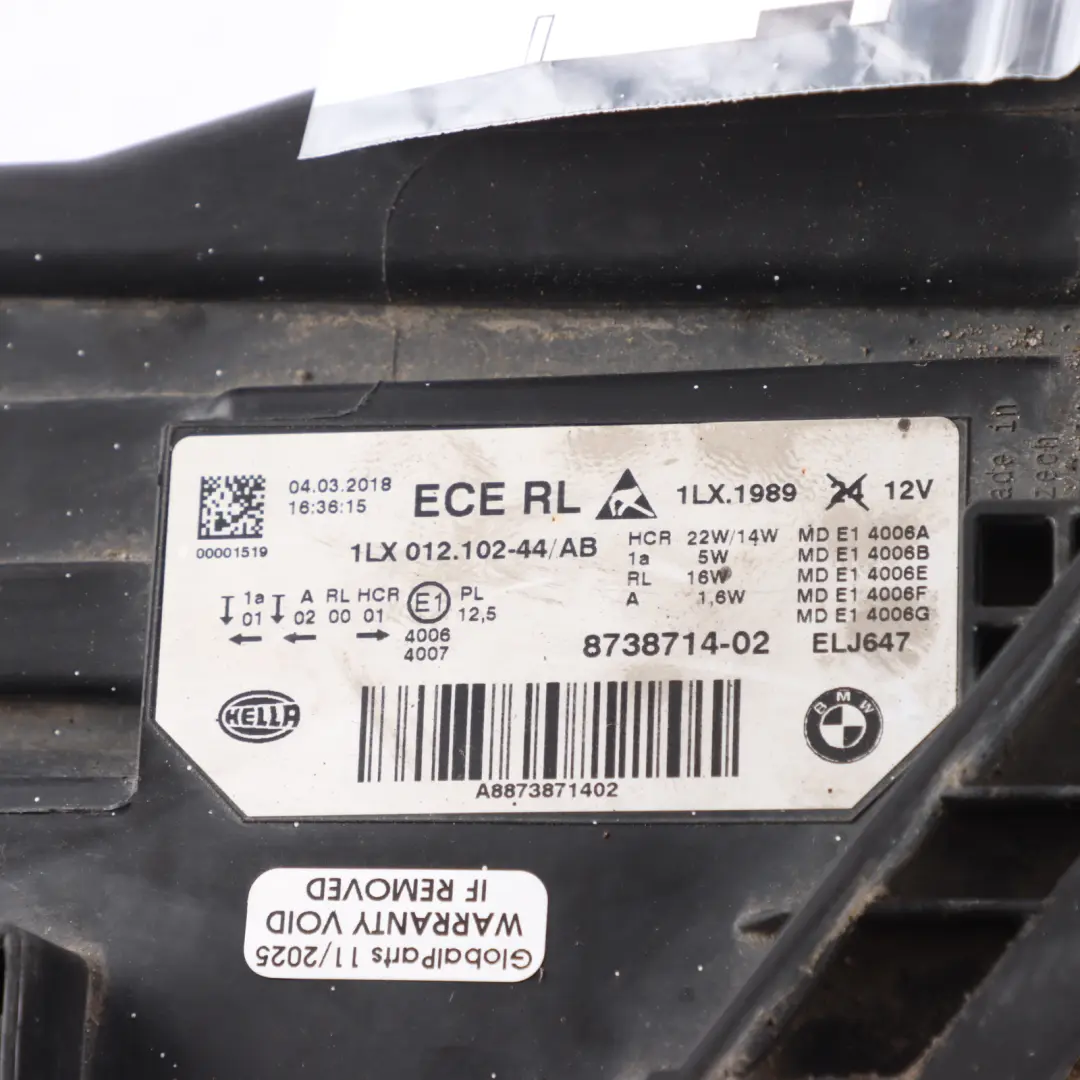 ade in
zech
04.03.2018
16:36:15
00001519
ECE RL
1LX.1989
24 12V
1LX 012.102-44/AB
HCR 22W/14W
1a 5W
RL 16W
A 1,6W
MD E1 4006A
MD E1 4006B
MD E1 4006E
MD E1 4006F
MD E1 4006G
1a A RL HCR E1 PL
01 02 00 01 12,5
4006
4007
8738714-02
ELJ647
HELLA
BMW
A8873871402
GlobalParts 11/2025
WARRANTY VOID
IF REMOVED